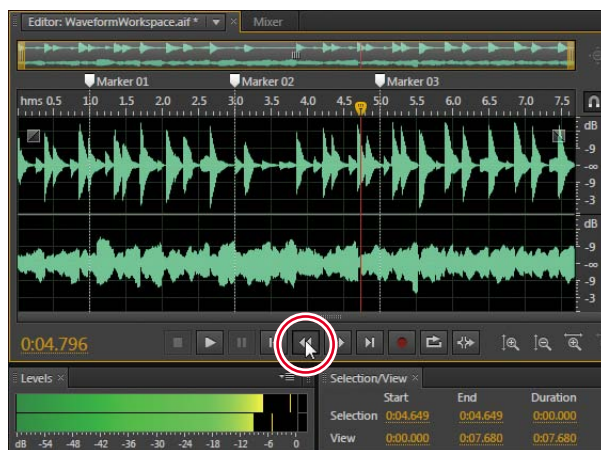 Editor: WaveformWorkspace.aif * Mixer
Marker 01 Marker 02 Marker 03
hms 0.5 1.0 1.5 2.0 2.5 3.0 3.5 4.0 4.5 5.0 5.5 6.0 6.5 7.0 7.5
dB
-9
-∞
-9
-3
dB
-9
-∞
-9
-3
0:04.796
Levels Selection/View
Start End Duration
Selection 0:04.649 0:04.649 0:00.000
View 0:00.000 0:07.680 0:07.680
dB -54 -48 -42 -36 -30 -24 -18 -12 -6 0